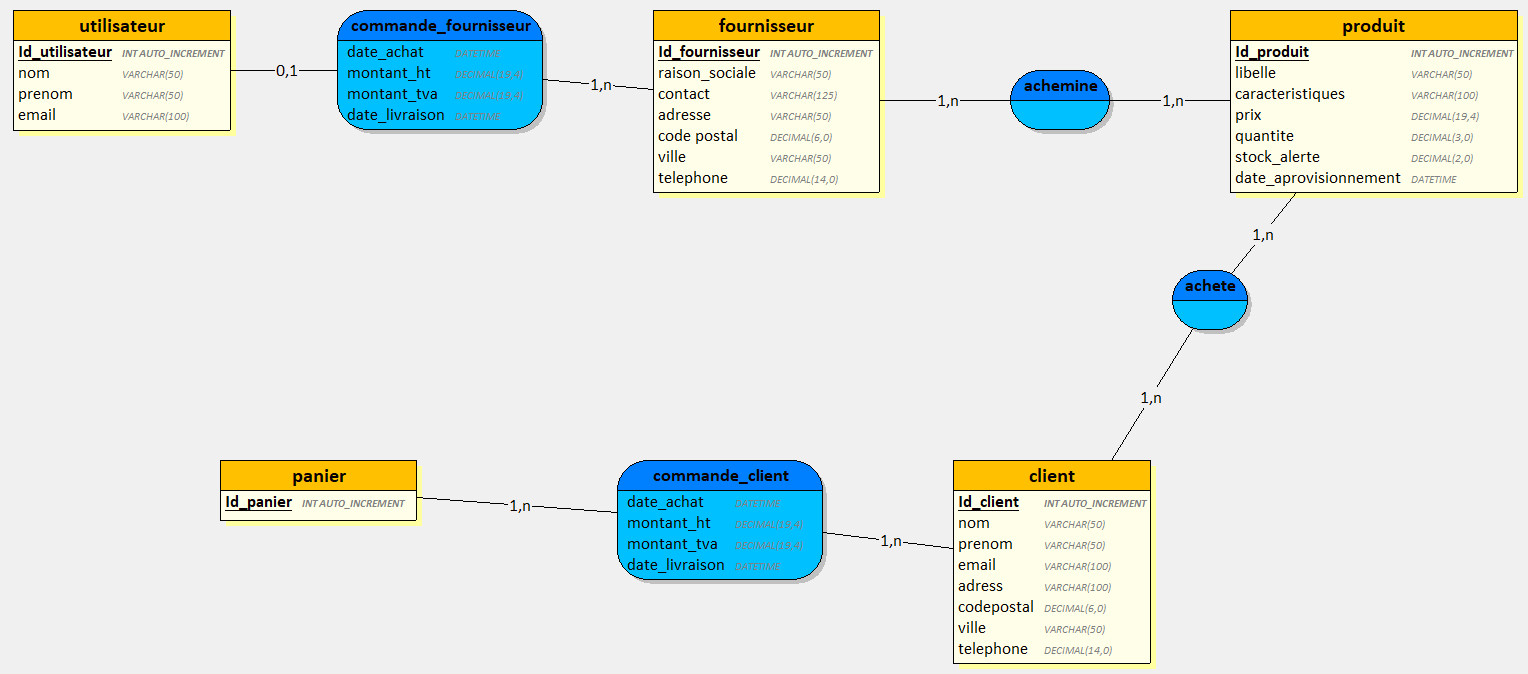 utilisateur
Id_utilisateur INT AUTO_INCREMENT
nom VARCHAR(50)
prenom VARCHAR(50)
email VARCHAR(100)
0,1
commande_fournisseur
date_achat DATETIME
montant_ht DECIMAL(19,4)
montant_tva DECIMAL(19,4)
date_livraison DATETIME
1,n
fournisseur
Id_fournisseur INT AUTO_INCREMENT
raison_sociale VARCHAR(50)
contact VARCHAR(125)
adresse VARCHAR(50)
code postal DECIMAL(6,0)
ville VARCHAR(50)
telephone DECIMAL(14,0)
1,n
achemine
1,n
produit
Id_produit INT AUTO_INCREMENT
libelle VARCHAR(50)
caracteristiques VARCHAR(100)
prix DECIMAL(19,4)
quantite DECIMAL(3,0)
stock_alerte DECIMAL(2,0)
date_aprovisionnement DATETIME
1,n
achete
1,n
panier
Id_panier INT AUTO_INCREMENT
1,n
commande_client
date_achat DATETIME
montant_ht DECIMAL(19,4)
montant_tva DECIMAL(19,4)
date_livraison DATETIME
1,n
client
Id_client INT AUTO_INCREMENT
nom VARCHAR(50)
prenom VARCHAR(50)
email VARCHAR(100)
adress VARCHAR(100)
codepostal DECIMAL(6,0)
ville VARCHAR(50)
telephone DECIMAL(14,0)